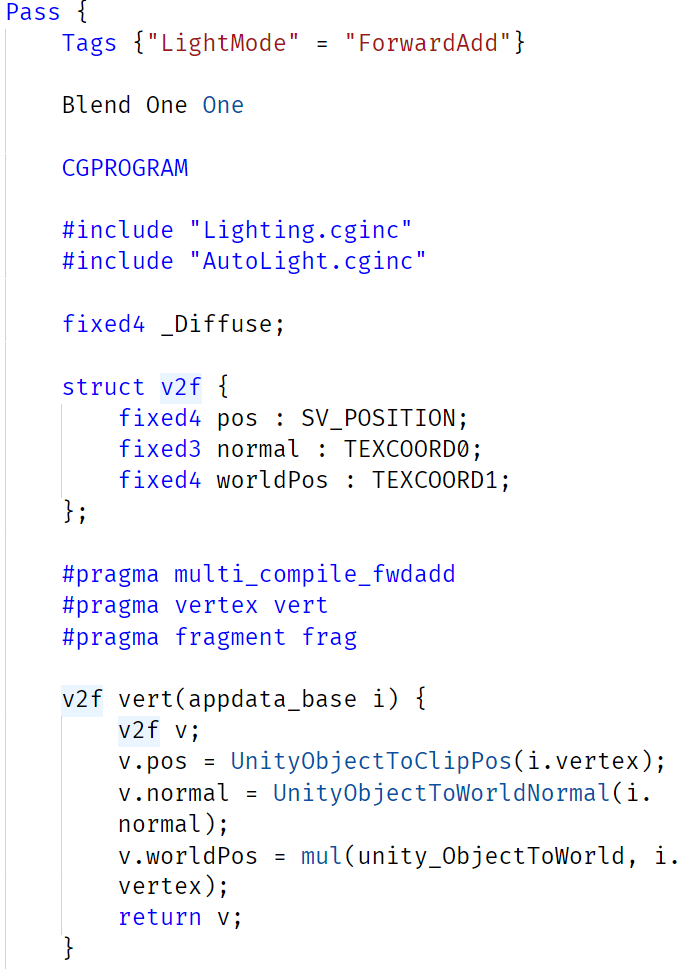 Pass {
Tags {"LightMode" = "ForwardAdd"}
Blend One One
CGPROGRAM
#include "Lighting.cginc"
#include "AutoLight.cginc"
fixed4 _Diffuse;
struct v2f {
fixed4 pos : SV_POSITION;
fixed3 normal : TEXCOORD0;
fixed4 worldPos : TEXCOORD1;
};
#pragma multi_compile_fwdadd
#pragma vertex vert
#pragma fragment frag
v2f vert(appdata_base i) {
v2f v;
v.pos = UnityObjectToClipPos(i.vertex);
v.normal = UnityObjectToWorldNormal(i.
normal);
v.worldPos = mul(unity_ObjectToWorld, i.
vertex);
return v;
}